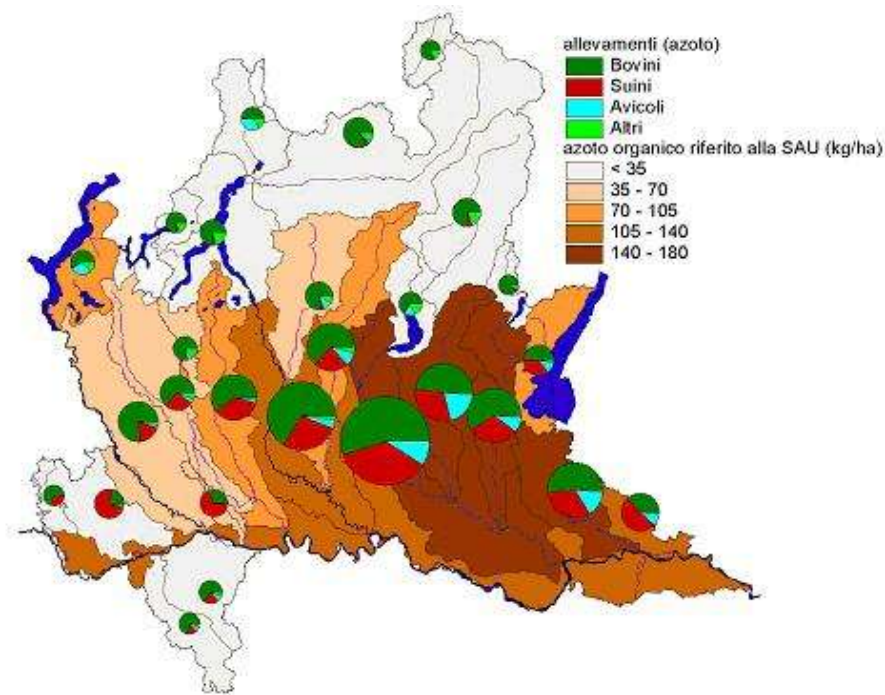 allevamenti (azoto)
Bovini
Suini
Avicoli
Altri
azoto organico riferito alla SAU (kg/ha)
< 35
35 - 70
70 - 105
105 - 140
140 - 180